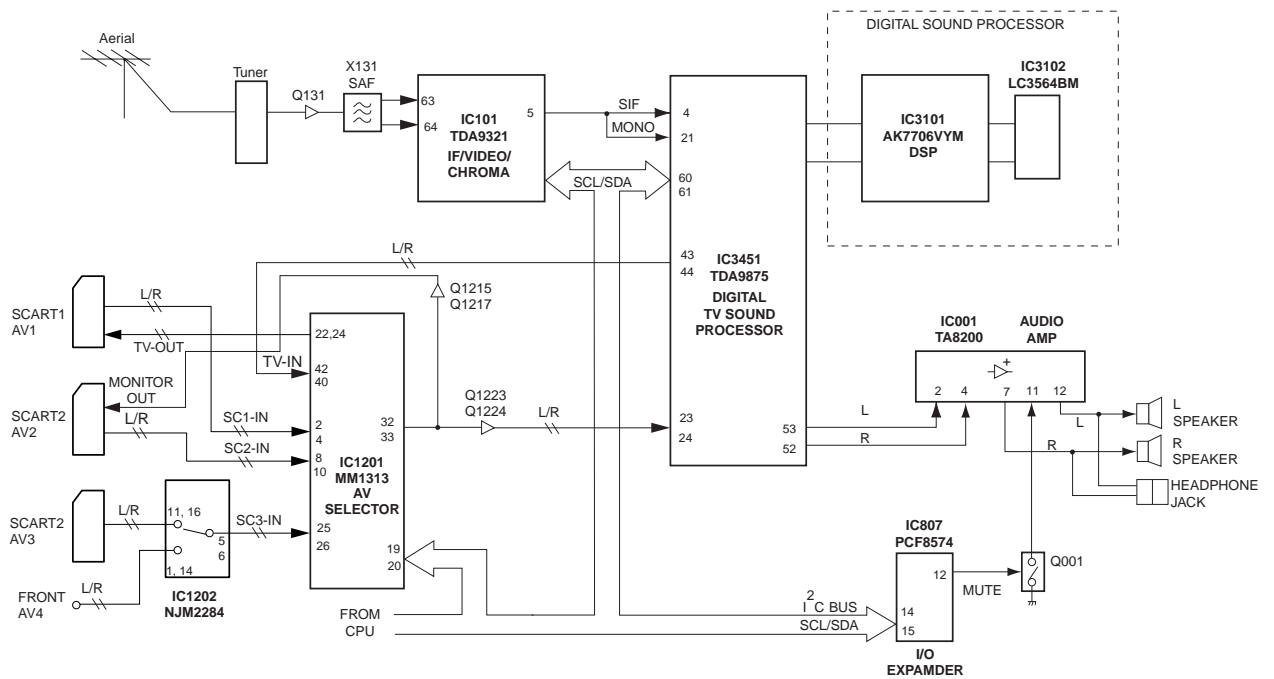 DIGITAL SOUND PROCESSOR
Aerial
Tuner
Q131
X131
SAF
63
64
IC101
TDA9321
IF/VIDEO/
CHROMA
5
SIF
MONO
SCL/SDA
4
21
60
61
43
44
IC3451
TDA9875
DIGITAL
TV SOUND
PROCESSOR
23
24
53
52
IC3101
AK7706VYM
DSP
IC3102
LC3564BM
L/R
Q1215
Q1217
SCART1
AV1
L/R
TV-OUT
22,24
TV-IN
42
40
MONITOR
OUT
SCART2
AV2
L/R
SC1-IN
2
4
SC2-IN
8
10
32
33
Q1223
Q1224
L/R
IC1201
MM1313
AV
SELECTOR
SCART2
AV3
L/R
11, 16
5
6
1, 14
SC3-IN
25
26
19
20
FRONT
AV4
L/R
IC1202
NJM2284
FROM
CPU
L
R
IC001
TA8200
AUDIO
AMP
+
2
4
7
11
12
L
SPEAKER
L
R
R
SPEAKER
HEADPHONE
JACK
IC807
PCF8574
12
MUTE
Q001
I2C BUS
SCL/SDA
14
15
I/O
EXPAMDER